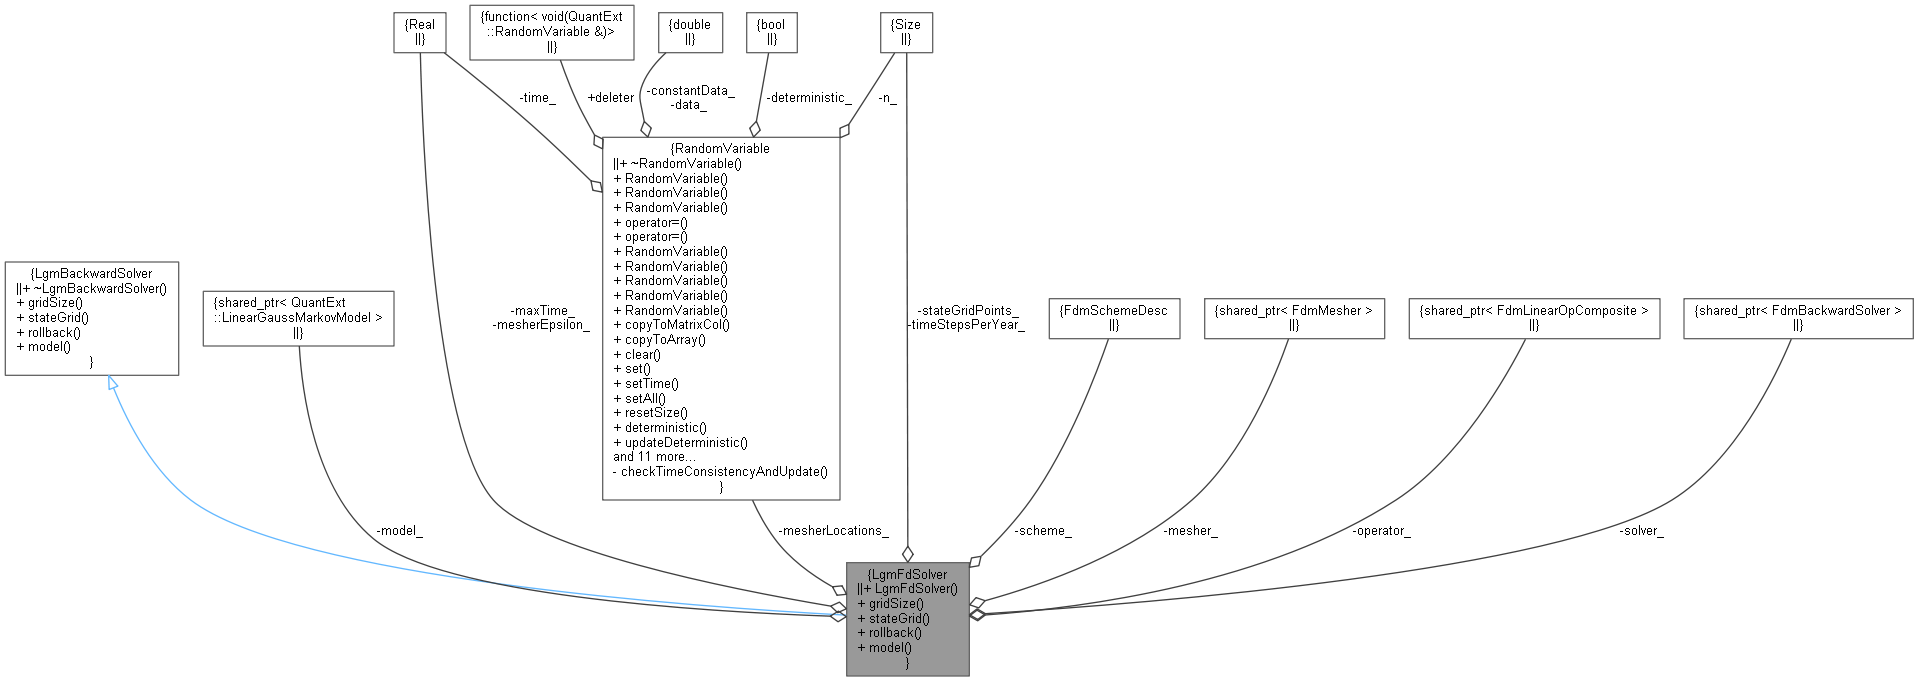 {Real
||}
{function< void(QuantExt
::RandomVariable &)>
||}
{double
||}
{bool
||}
{Size
||}
-time_
+deleter
-constantData_
-data_
-deterministic_
-n_
{RandomVariable
||+ ~RandomVariable()
+ RandomVariable()
+ RandomVariable()
+ RandomVariable()
+ operator=()
+ operator=()
+ RandomVariable()
+ RandomVariable()
+ RandomVariable()
+ RandomVariable()
+ RandomVariable()
+ copyToMatrixCol()
+ copyToArray()
+ clear()
+ set()
+ setTime()
+ setAll()
+ resetSize()
+ deterministic()
+ updateDeterministic()
and 11 more...
- checkTimeConsistencyAndUpdate()
}
{LgmBackwardSolver
||+ ~LgmBackwardSolver()
+ gridSize()
+ stateGrid()
+ rollback()
+ model()
}
{shared_ptr< QuantExt
::LinearGaussMarkovModel >
||}
-maxTime_
-mesherEpsilon_
-stateGridPoints_
-timeStepsPerYear_
{FdmSchemeDesc
||}
{shared_ptr< FdmMesher >
||}
{shared_ptr< FdmLinearOpComposite >
||}
{shared_ptr< FdmBackwardSolver >
||}
-model_
-mesherLocations_
-scheme_
-mesher_
-operator_
-solver_
{LgmFdSolver
||+ LgmFdSolver()
+ gridSize()
+ stateGrid()
+ rollback()
+ model()
}